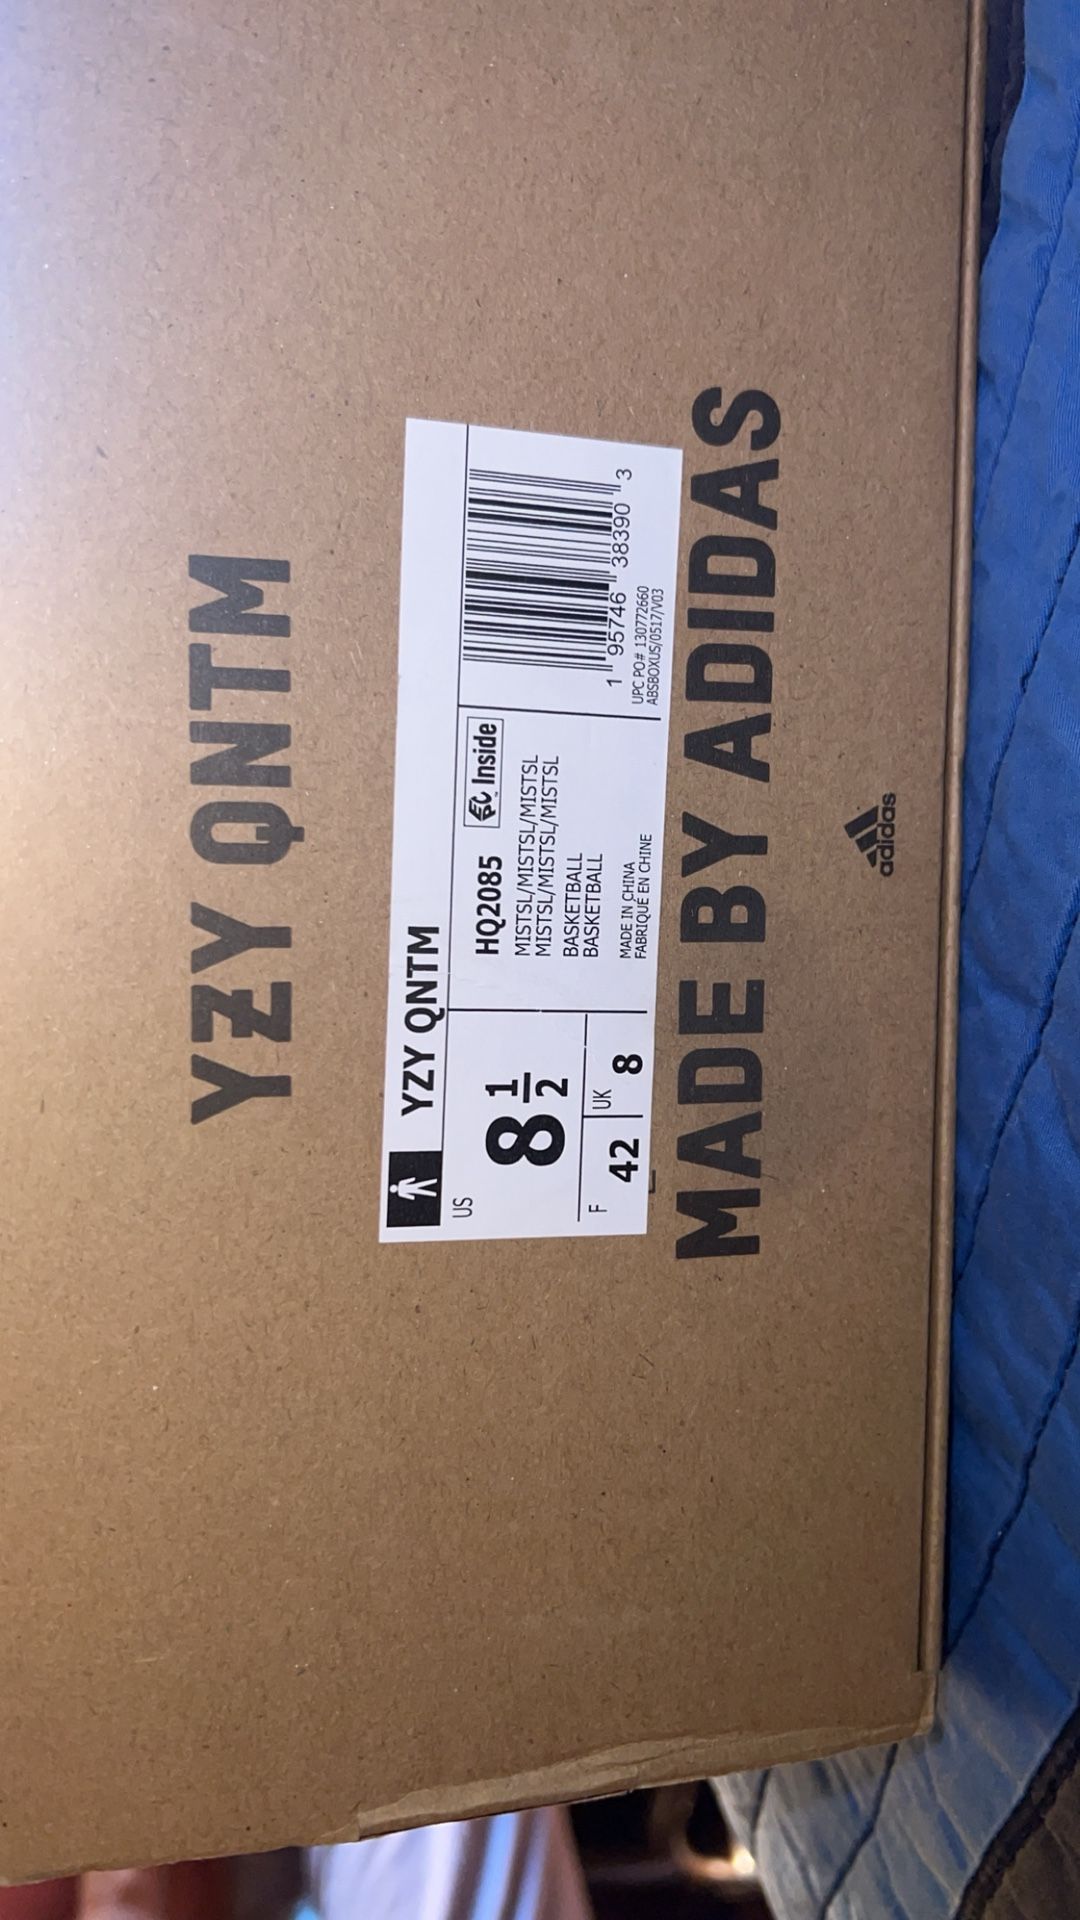 YZY QNTM
YZY QNTM
US
8 1/2
F
42
UK
8
HQ2085
EPC Inside
MISTSL/MISTSL/MISTSL
MISTSL/MISTSL/MISTSL
BASKETBALL
BASKETBALL
MADE IN CHINA
FABRIQUÉ EN CHINE
1 95746 38390 3
UPC PO# 130772660
ABSBOXUS/0517/V03
MADE BY ADIDAS
adidas